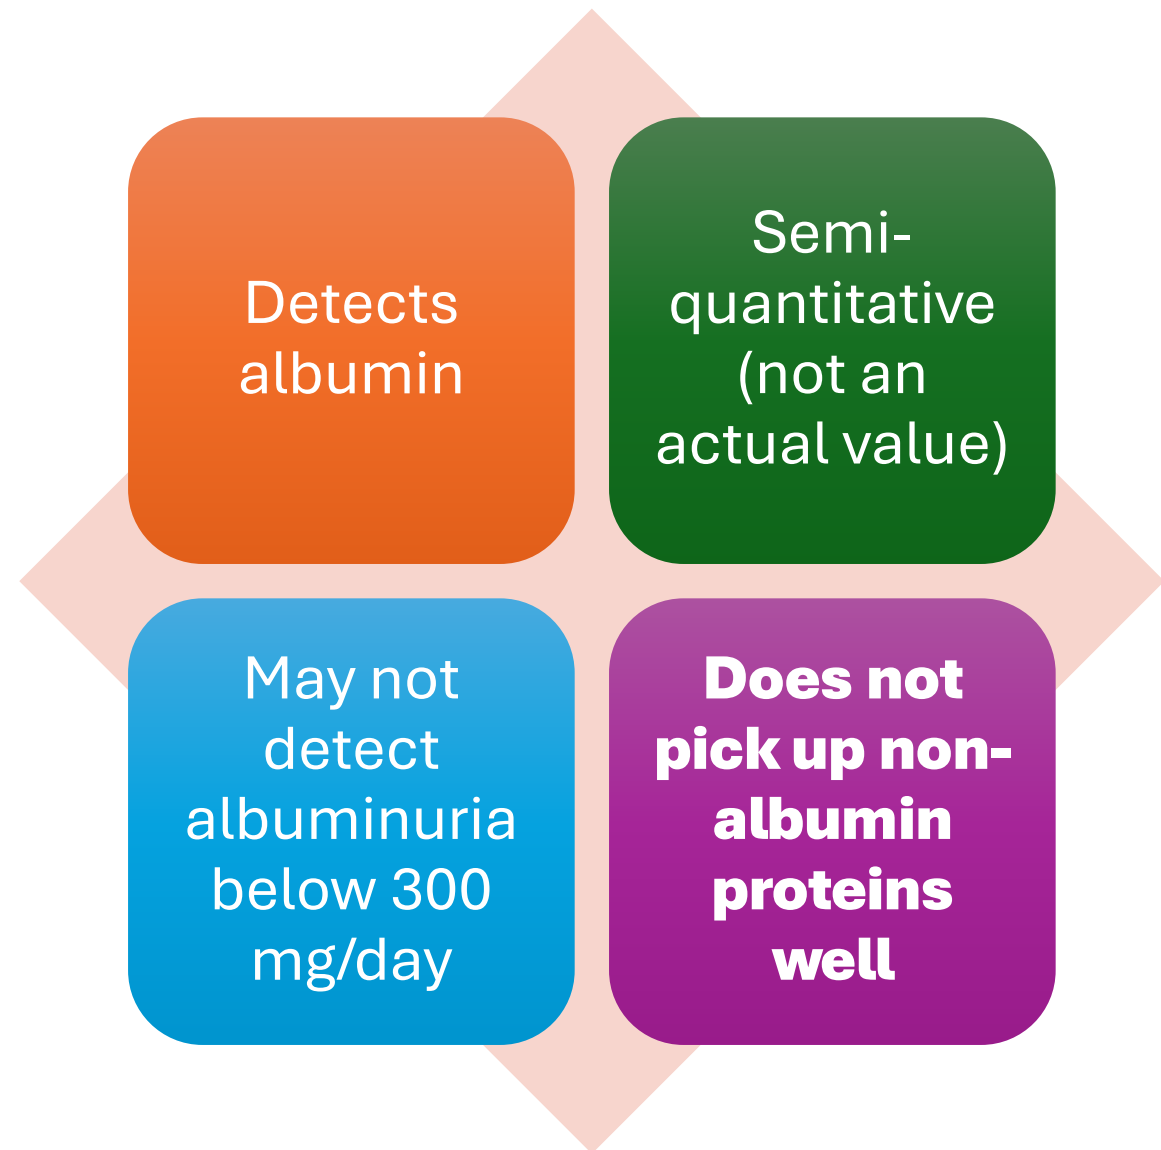 Detects
albumin
Semi-
quantitative
(not an
actual value)
May not
detect
albuminuria
below 300
mg/day
Does not
pick up non-
albumin
proteins
well